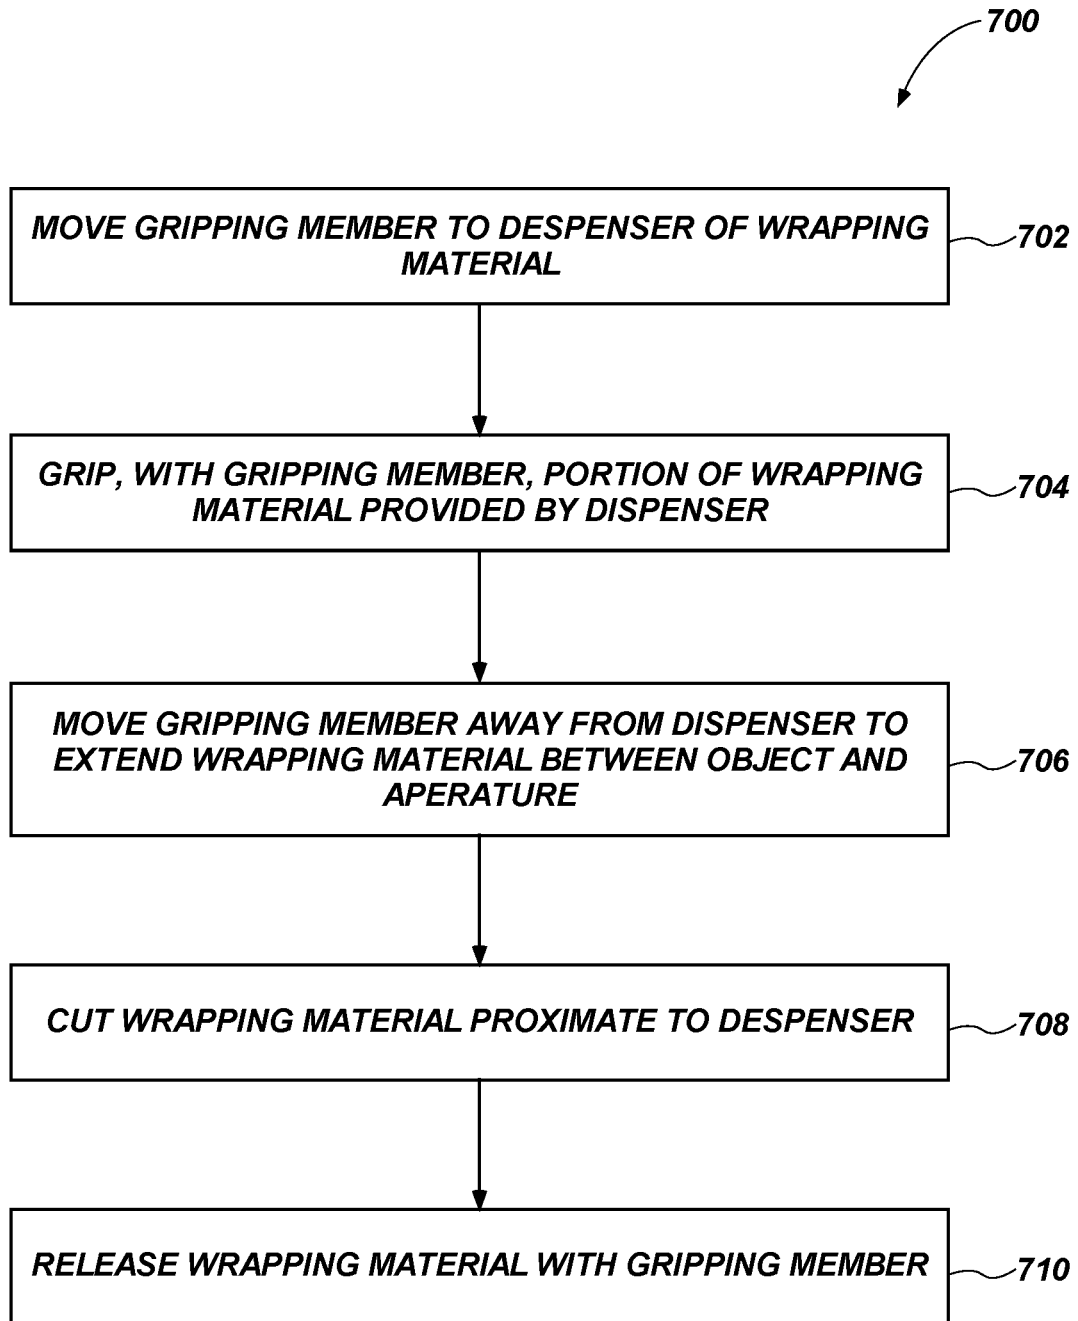 700
MOVE GRIPPING MEMBER TO DESPENSER OF WRAPPING
MATERIAL
702
GRIP, WITH GRIPPING MEMBER, PORTION OF WRAPPING
MATERIAL PROVIDED BY DISPENSER
704
MOVE GRIPPING MEMBER AWAY FROM DISPENSER TO
EXTEND WRAPPING MATERIAL BETWEEN OBJECT AND
APERATURE
706
CUT WRAPPING MATERIAL PROXIMATE TO DESPENSER
708
RELEASE WRAPPING MATERIAL WITH GRIPPING MEMBER
710